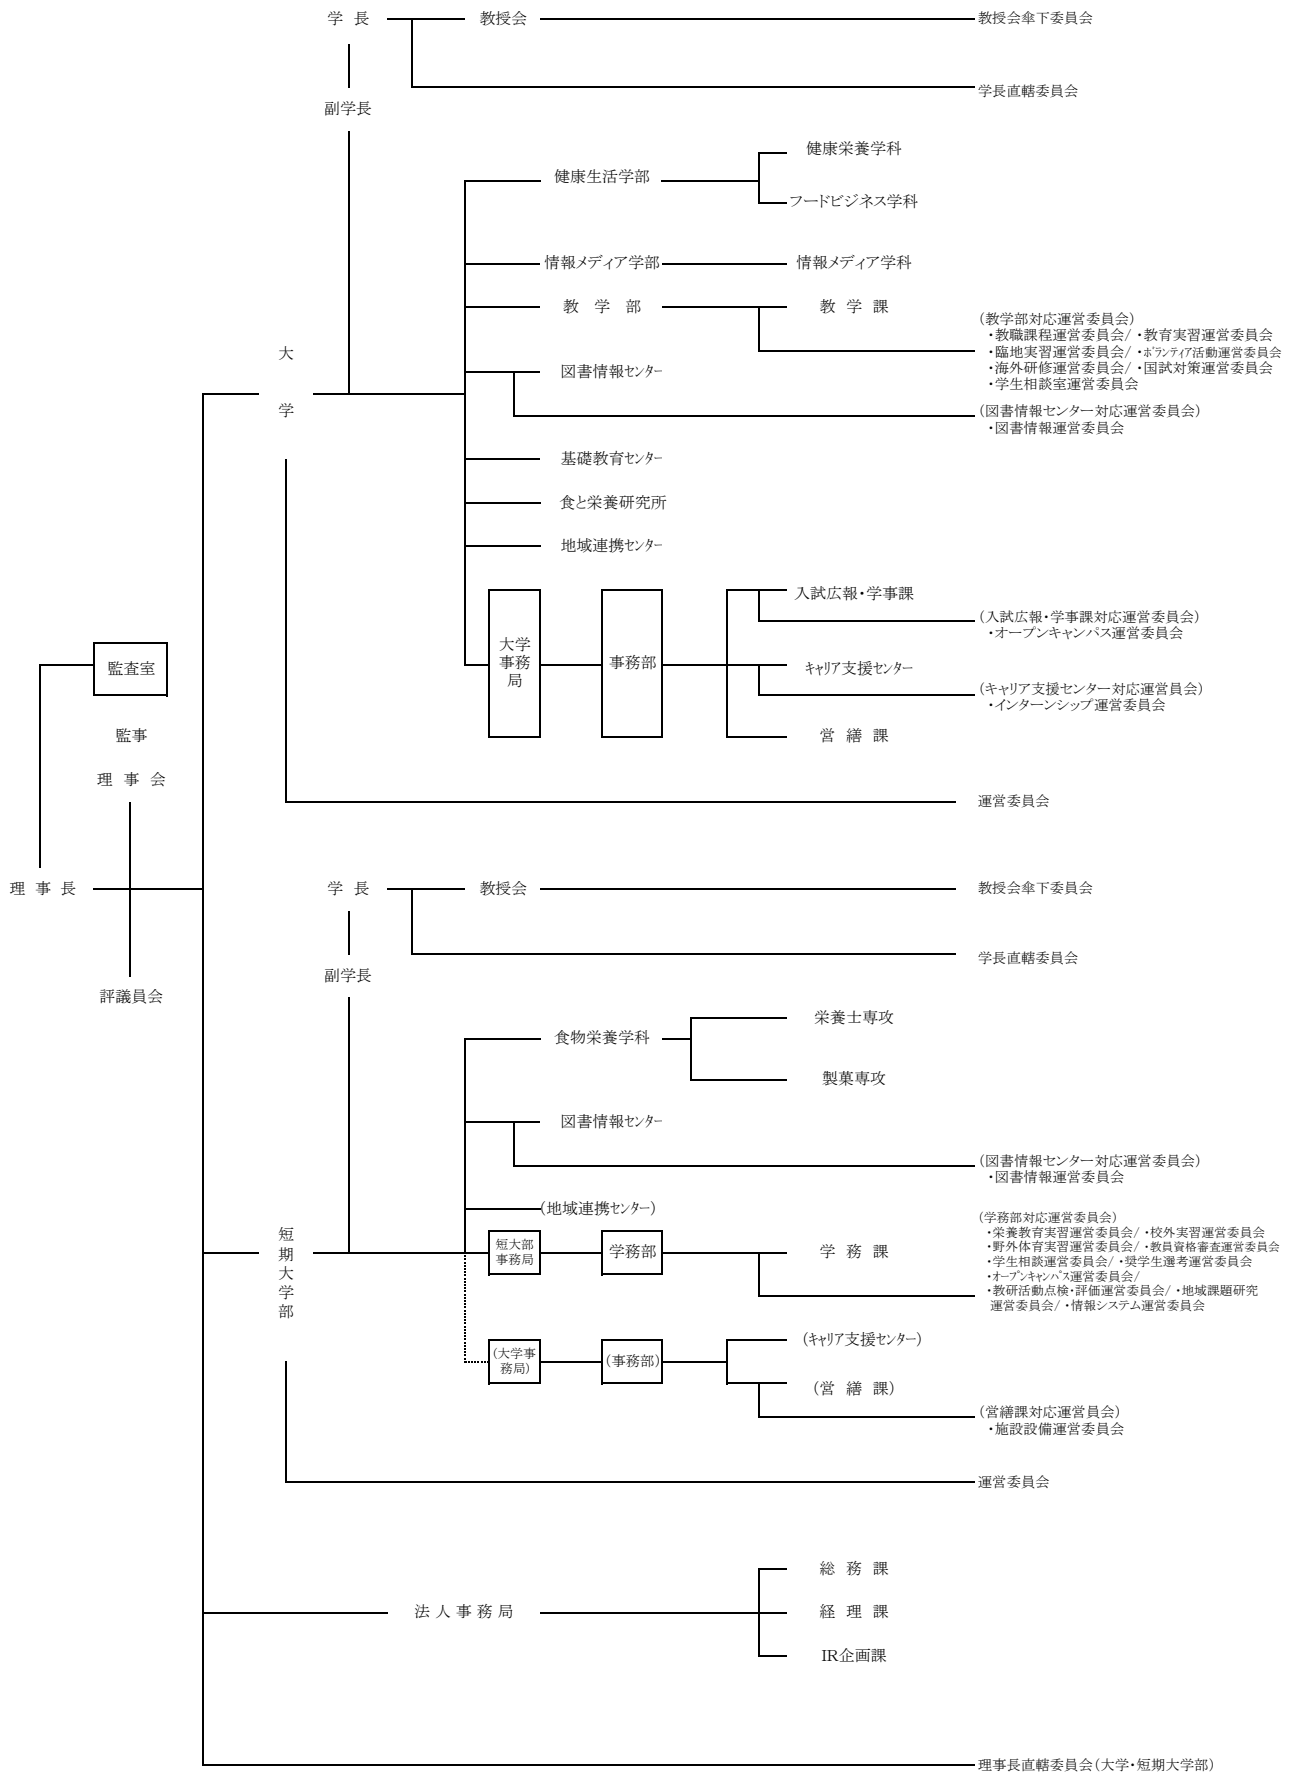 学 長
教授会
教授会傘下委員会
学長直轄委員会
副学長
健康生活学部
健康栄養学科
フードビジネス学科
情報メディア学部
情報メディア学科
教 学 部
教 学 課
(教学部対応運営委員会)
・教職課程運営委員会/ ・教育実習運営委員会
・臨地実習運営委員会/ ・ボランティア活動運営委員会
・海外研修運営委員会/ ・国試対策運営委員会
・学生相談室運営委員会
大
学
図書情報センター
(図書情報センター対応運営委員会)
・図書情報運営委員会
基礎教育センター
食と栄養研究所
地域連携センター
大学
事務
局
事務部
入試広報・学事課
(入試広報・学事課対応運営委員会)
・オープンキャンパス運営委員会
キャリア支援センター
(キャリア支援センター対応運営員会)
・インターンシップ運営委員会
営 繕 課
運営委員会
監査室
監事
理 事 会
理 事 長
評議員会
学 長
教授会
教授会傘下委員会
学長直轄委員会
副学長
食物栄養学科
栄養士専攻
製菓専攻
図書情報センター
(図書情報センター対応運営委員会)
・図書情報運営委員会
(地域連携センター)
短
期
大
学
部
短大部
事務局
学務部
学 務 課
(学務部対応運営委員会)
・栄養教育実習運営委員会/ ・校外実習運営委員会
・野外体育実習運営委員会/ ・教員資格審査運営委員会
・学生相談運営委員会/ ・奨学生選考運営委員会
・オープンキャンパス運営委員会/
・教研活動点検・評価運営委員会/ ・地域課題研究
運営委員会/ ・情報システム運営委員会
(大学事
務局)
(事務部)
(キャリア支援センター)
(営 繕 課)
(営繕課対応運営員会)
・施設設備運営委員会
運営委員会
法 人 事 務 局
総 務 課
経 理 課
IR企画課
理事長直轄委員会(大学・短期大学部)